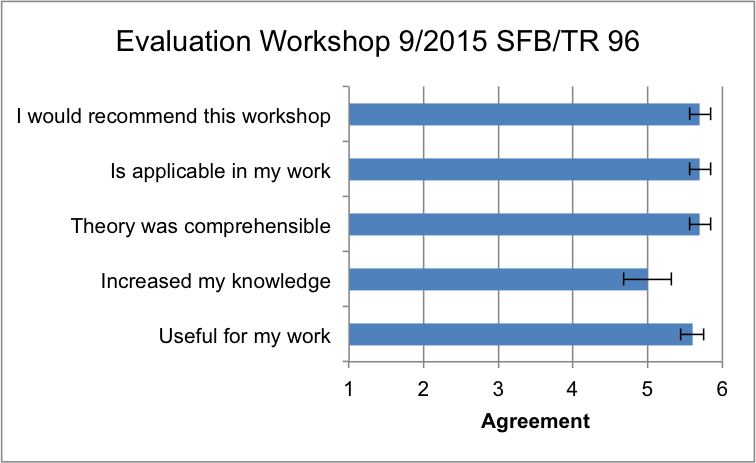 Evaluation Workshop 9/2015 SFB/TR 96
I would recommend this workshop
Is applicable in my work
Theory was comprehensible
Increased my knowledge
Useful for my work
1 2 3 4 5 6
Agreement